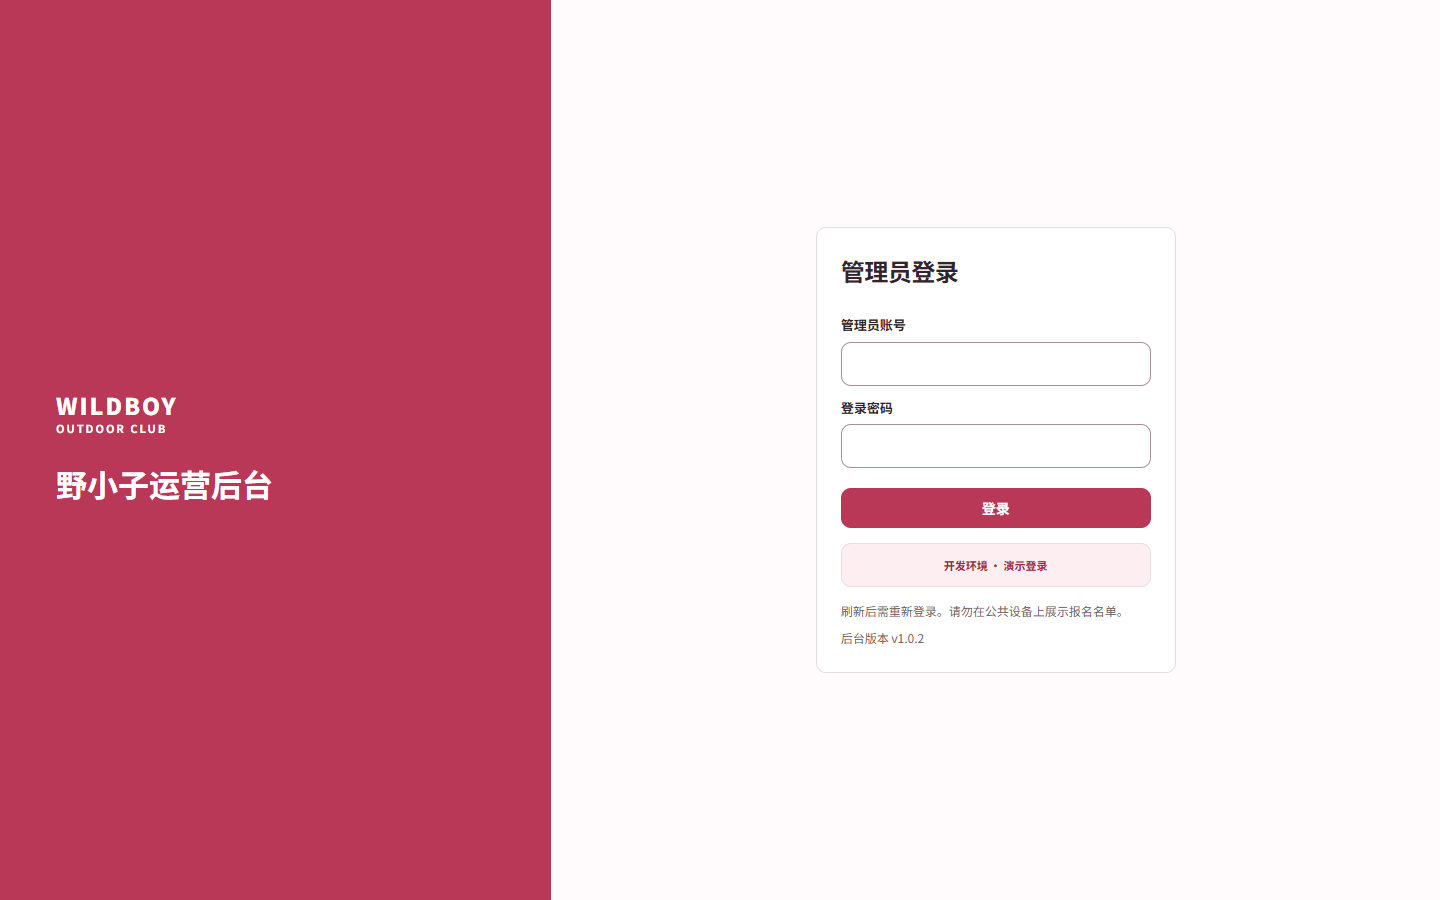 WILDBOY
OUTDOOR CLUB
野小子运营后台
管理员登录
管理员账号
登录密码
登录
开发环境 · 演示登录
刷新后需重新登录。请勿在公共设备上展示报名名单。
后台版本 v1.0.2